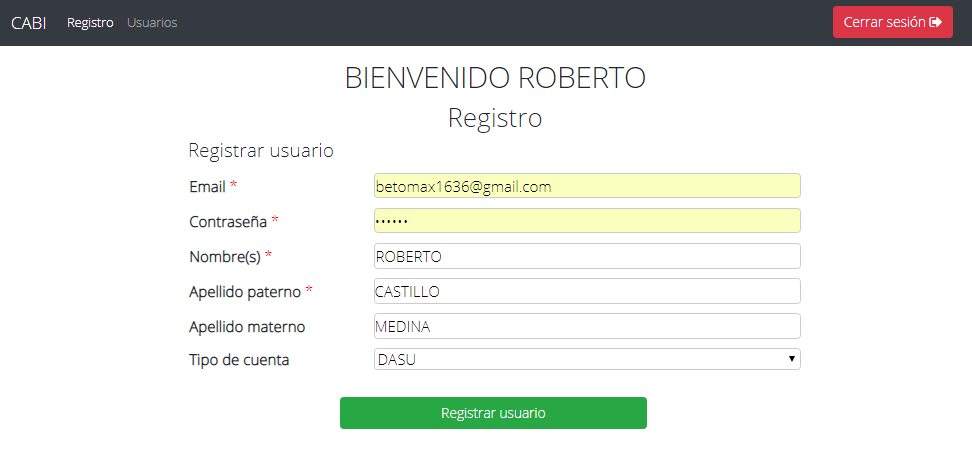 CABI Registro Usuarios Cerrar sesión
BIENVENIDO ROBERTO
Registro
Registrar usuario
Email * betomax1636@gmail.com
Contraseña * ••••••
Nombre(s) * ROBERTO
Apellido paterno * CASTILLO
Apellido materno MEDINA
Tipo de cuenta DASU
Registrar usuario